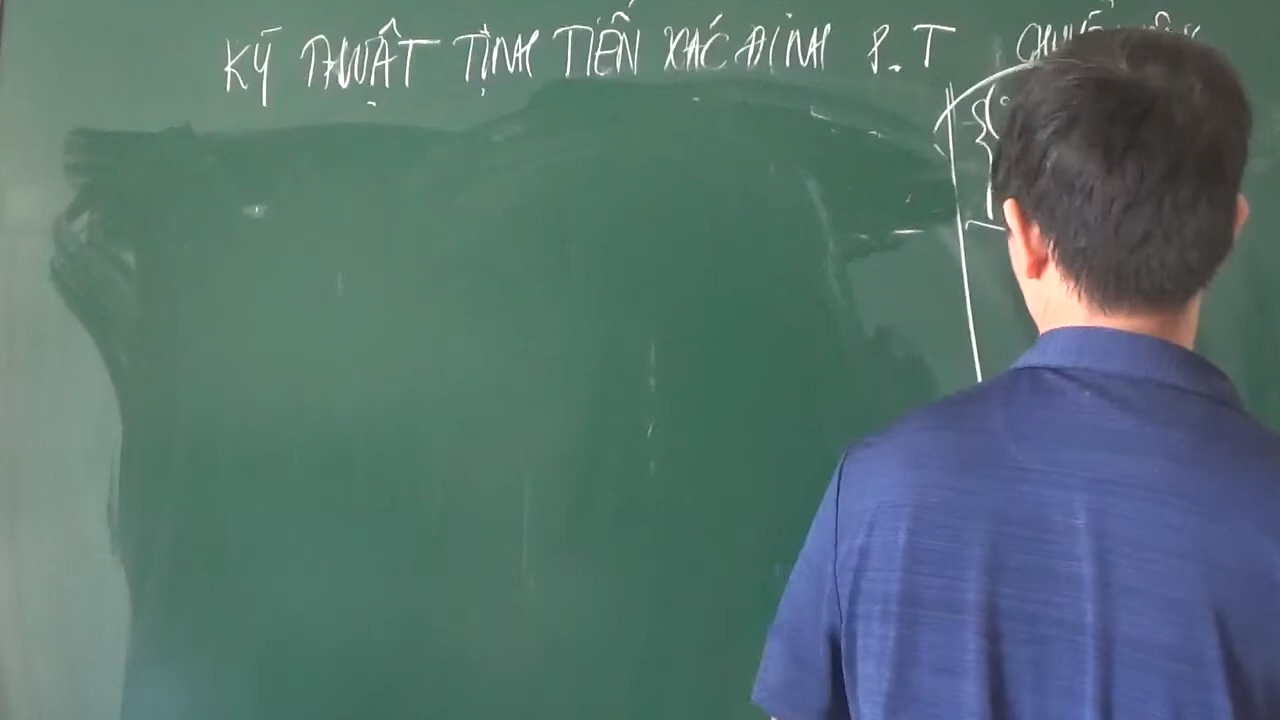 KỸ THUẬT TỊNH TIẾN XÁC ĐỊNH P.T